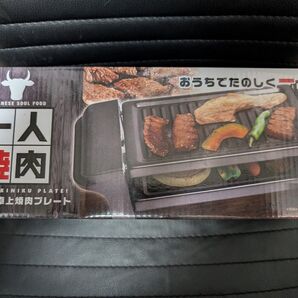 おうちでたのしく一
NESE SOUL FOOD
一人
焼肉
KINIKU PLATE!
卓上焼肉プレート